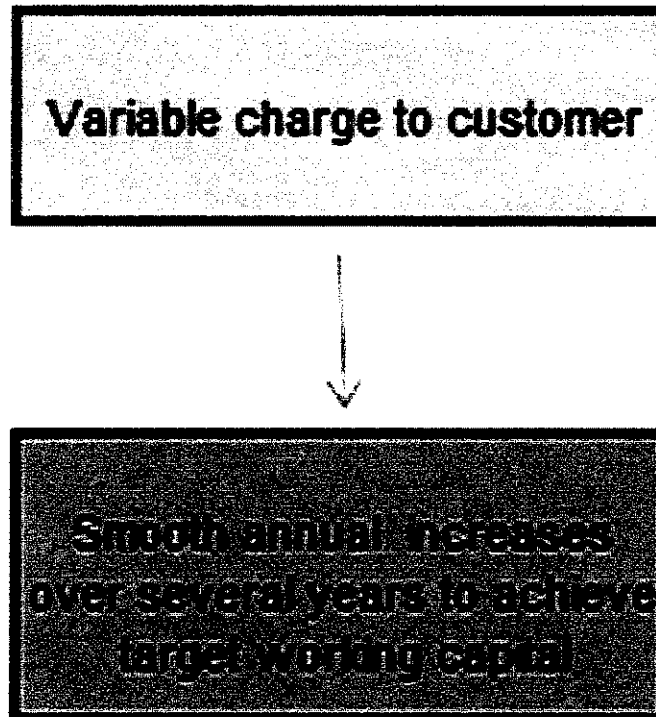 Variable charge to customer
Smooth annual increases
over several years to achieve
target working capital